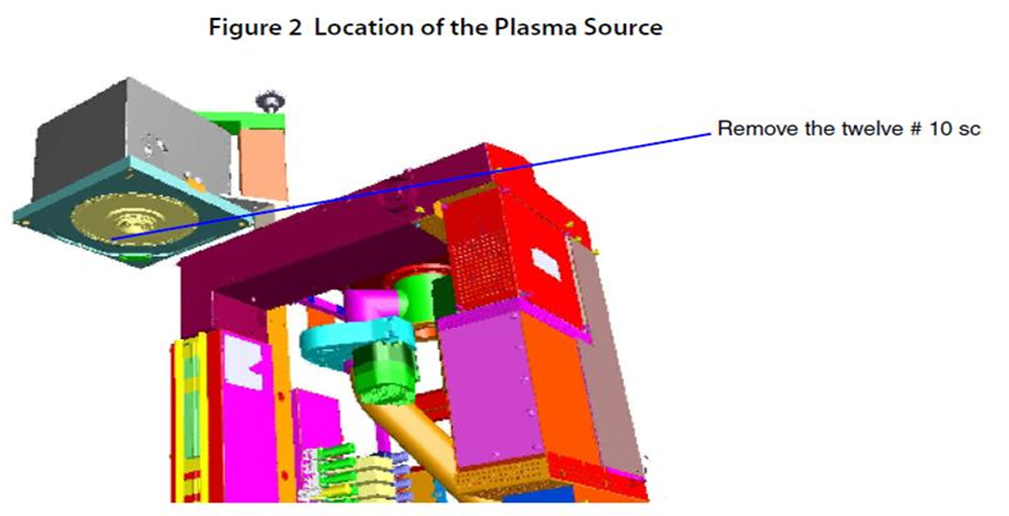 Figure 2 Location of the Plasma Source
Remove the twelve # 10 sc